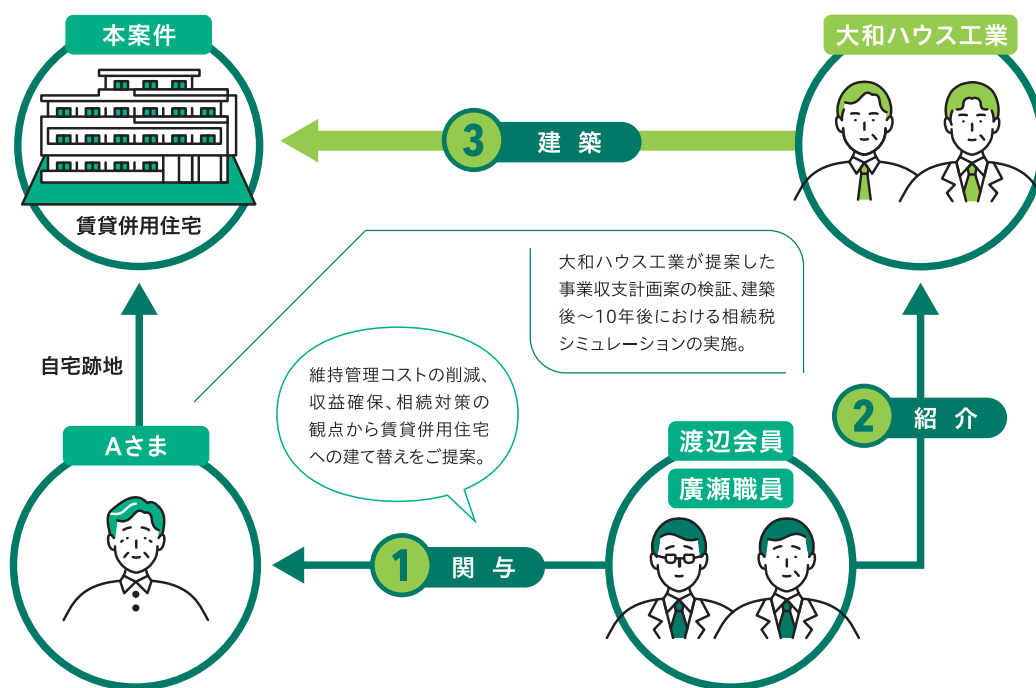 本案件
賃貸併用住宅
大和ハウス工業
3 建築
大和ハウス工業が提案した
事業収支計画案の検証、建築
後〜10年後における相続税
シミュレーションの実施。
自宅跡地
Aさま
維持管理コストの削減、
収益確保、相続対策の
観点から賃貸併用住宅
への建て替えをご提案。
1 関与
渡辺会員
廣瀬職員
2 紹介